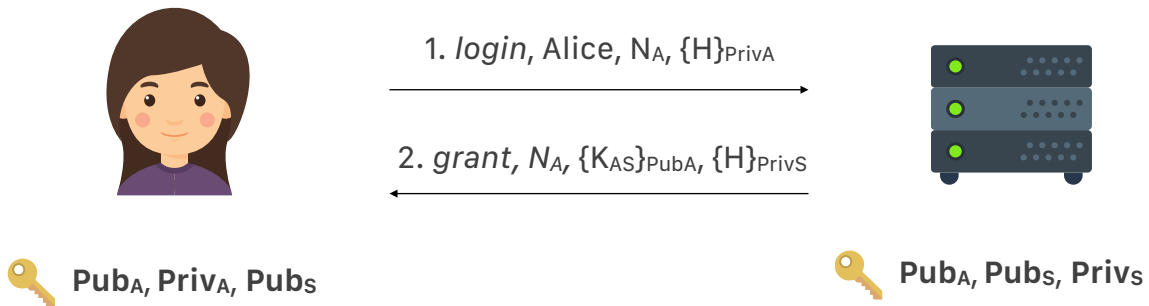 1. login, Alice, NA, {H}PrivA
2. grant, NA, {KAS}PubA, {H}PrivS
PubA, PrivA, PubS
PubA, PubS, PrivS